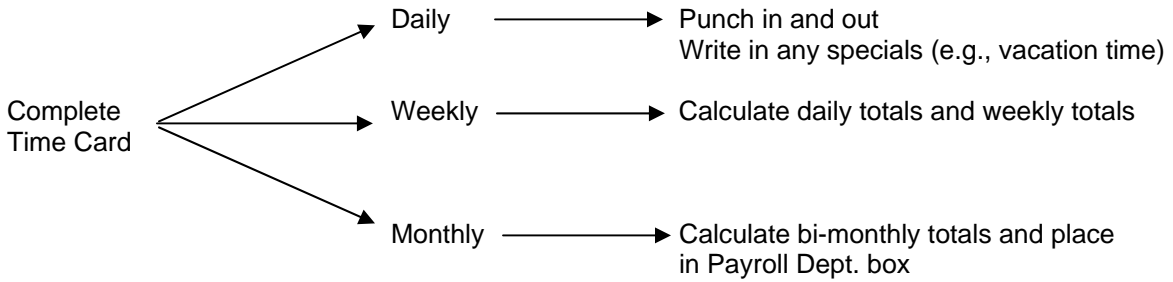 Daily
Punch in and out
Write in any specials (e.g., vacation time)
Complete
Time Card
Weekly
Calculate daily totals and weekly totals
Monthly
Calculate bi-monthly totals and place
in Payroll Dept. box